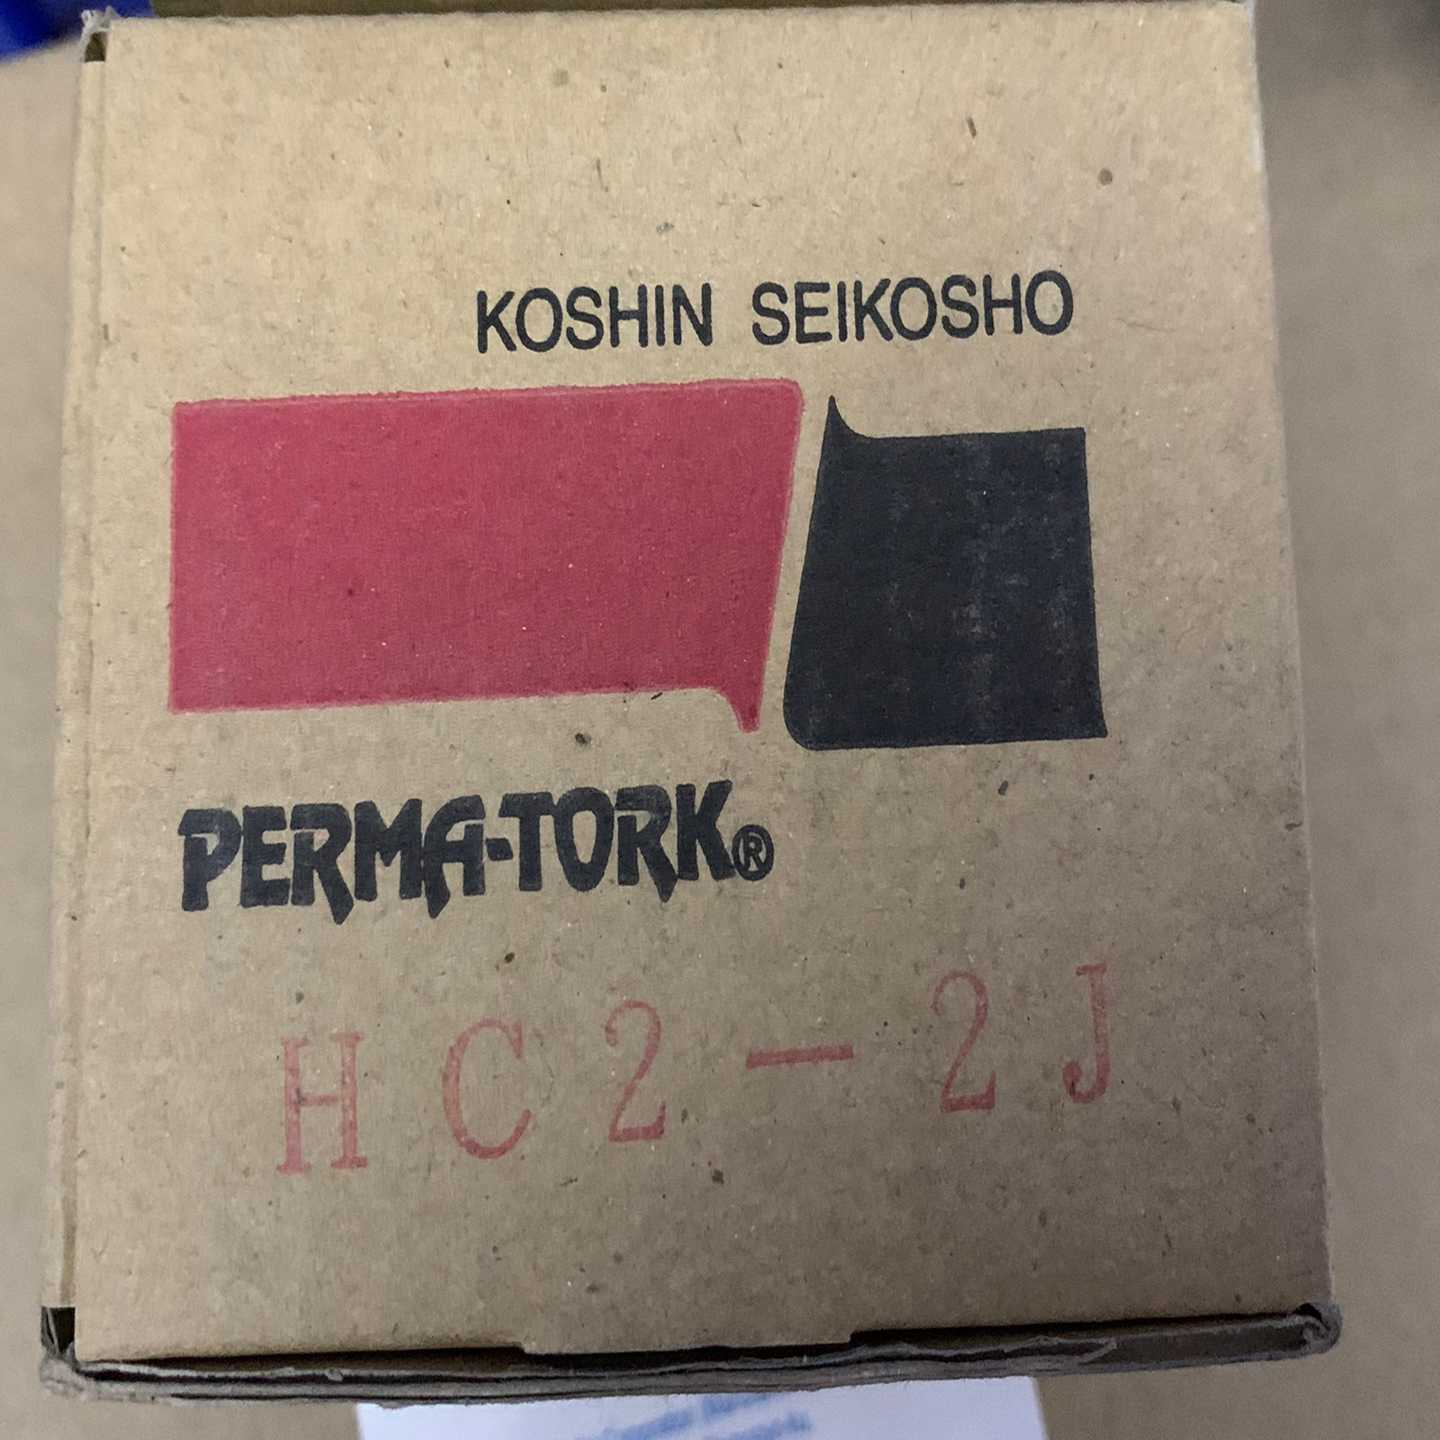 KOSHIN SEIKOSHO
PERMA-TORK®
HC2-2J